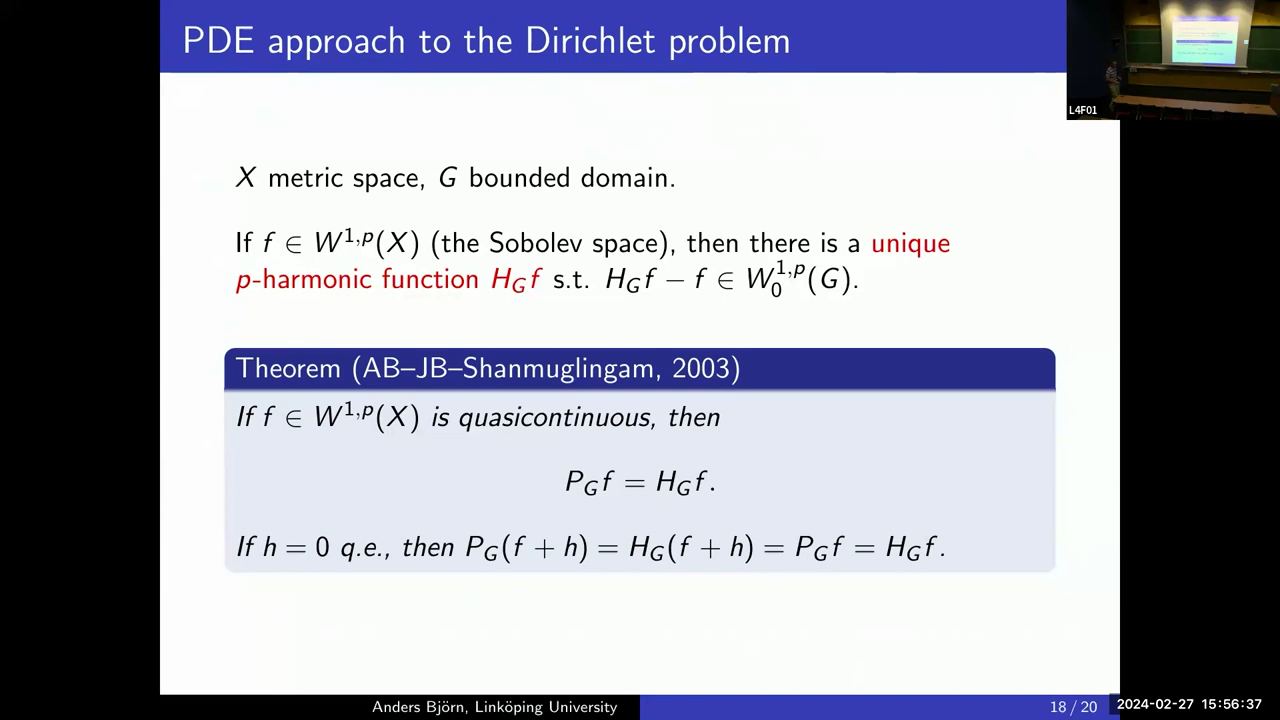 PDE approach to the Dirichlet problem
L4F01
X metric space, G bounded domain.
If f ∈ W^{1,p}(X) (the Sobolev space), then there is a unique
p-harmonic function H_G f s.t. H_G f − f ∈ W_0^{1,p}(G).
Theorem (AB–JB–Shanmuglingam, 2003)
If f ∈ W^{1,p}(X) is quasicontinuous, then
P_G f = H_G f.
If h = 0 q.e., then P_G(f + h) = H_G(f + h) = P_G f = H_G f.
Anders Björn, Linköping University
18 / 20
2024-02-27 15:56:37